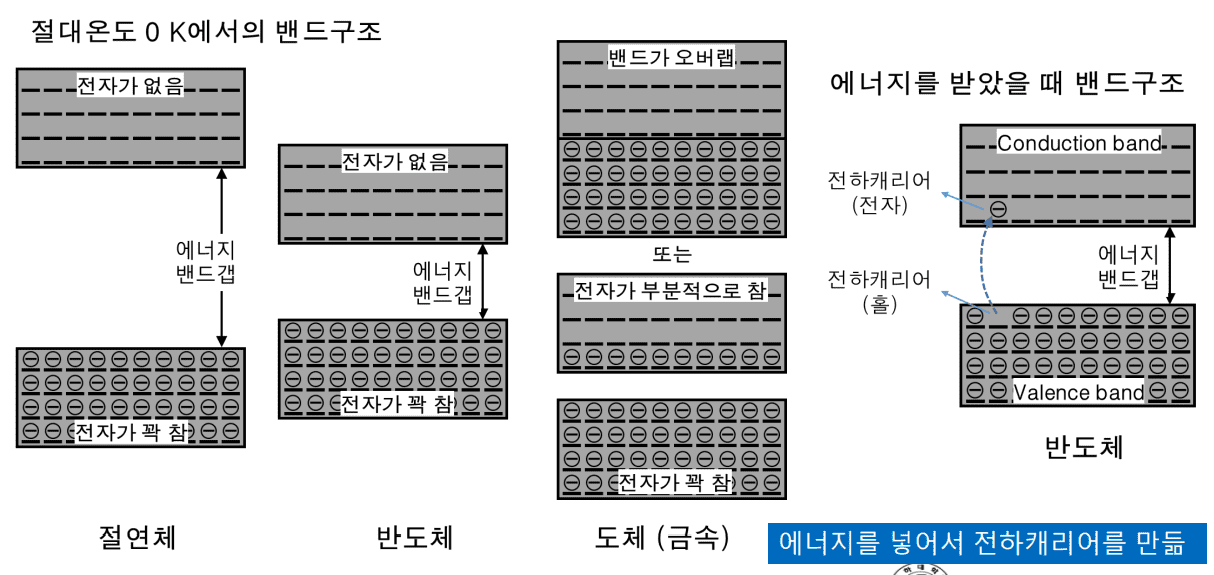 절대온도 0 K에서의 밴드구조
전자가 없음
에너지
밴드갭
전자가 꽉 참
절연체
전자가 없음
에너지
밴드갭
전자가 꽉 참
반도체
밴드가 오버랩
또는
전자가 부분적으로 참
전자가 꽉 참
도체 (금속)
에너지를 받았을 때 밴드구조
Conduction band
전하캐리어
(전자)
에너지
밴드갭
전하캐리어
(홀)
Valence band
반도체
에너지를 넣어서 전하캐리어를 만듦